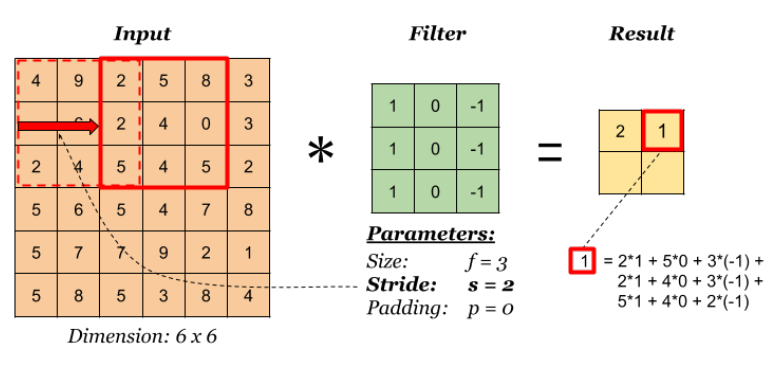 Input Filter Result
4 9 2 5 8 3
6 2 4 0 3
2 4 5 4 5 2
5 6 5 4 7 8
5 7 7 9 2 1
5 8 5 3 8 4
Dimension: 6 x 6
*
1 0 -1
1 0 -1
1 0 -1
Parameters:
Size: f = 3
Stride: s = 2
Padding: p = 0
=
2 1
1 = 2*1 + 5*0 + 3*(-1) +
2*1 + 4*0 + 3*(-1) +
5*1 + 4*0 + 2*(-1)